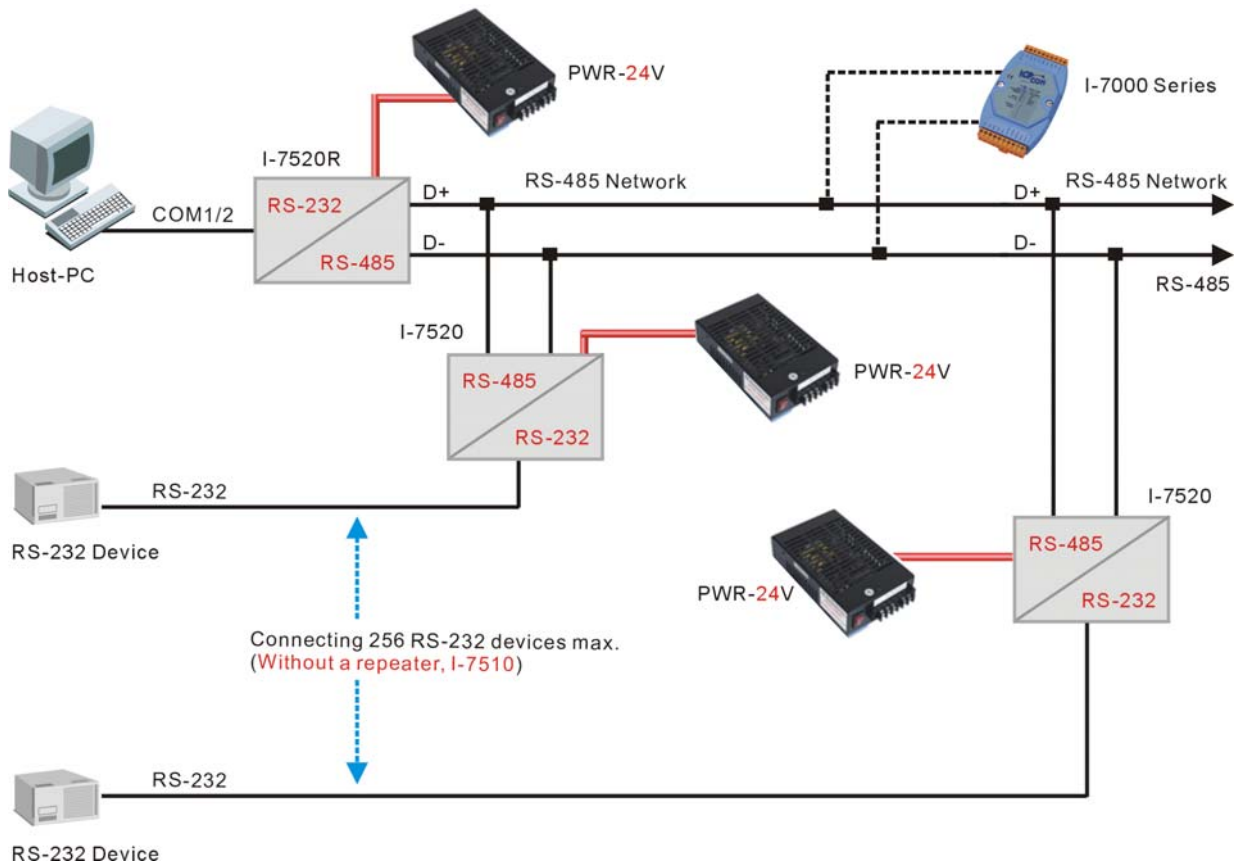 PWR-24V
I-7000 Series
I-7520R
D+
RS-485 Network
D+
RS-485 Network
RS-232
COM1/2
D-
D-
RS-485
Host-PC
RS-485
I-7520
RS-485
PWR-24V
RS-232
RS-232
I-7520
RS-232 Device
RS-485
PWR-24V
RS-232
Connecting 256 RS-232 devices max.
(Without a repeater, I-7510)
RS-232
RS-232 Device